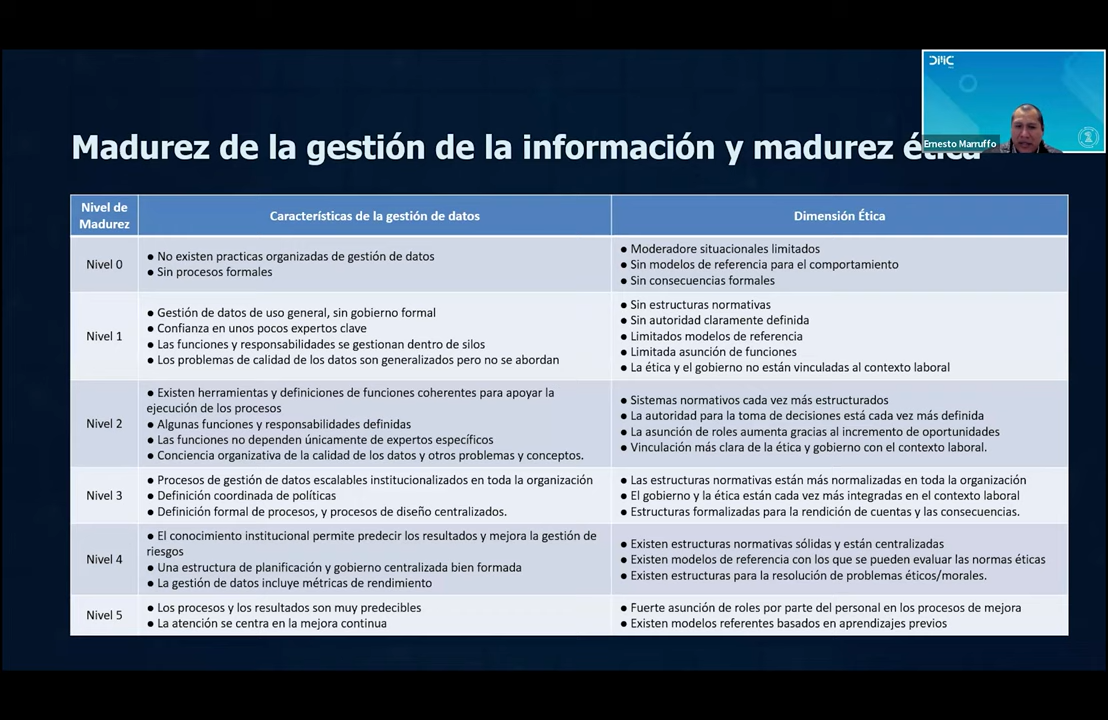 DMC
Ernesto Marruffo
Madurez de la gestión de la información y madurez ética
Nivel de
Madurez
Características de la gestión de datos
Dimensión Ética
Nivel 0
● No existen practicas organizadas de gestión de datos
● Sin procesos formales
● Moderadore situacionales limitados
● Sin modelos de referencia para el comportamiento
● Sin consecuencias formales
Nivel 1
● Gestión de datos de uso general, sin gobierno formal
● Confianza en unos pocos expertos clave
● Las funciones y responsabilidades se gestionan dentro de silos
● Los problemas de calidad de los datos son generalizados pero no se abordan
● Sin estructuras normativas
● Sin autoridad claramente definida
● Limitados modelos de referencia
● Limitada asunción de funciones
● La ética y el gobierno no están vinculadas al contexto laboral
Nivel 2
● Existen herramientas y definiciones de funciones coherentes para apoyar la
ejecución de los procesos
● Algunas funciones y responsabilidades definidas
● Las funciones no dependen únicamente de expertos específicos
● Conciencia organizativa de la calidad de los datos y otros problemas y conceptos.
● Sistemas normativos cada vez más estructurados
● La autoridad para la toma de decisiones está cada vez más definida
● La asunción de roles aumenta gracias al incremento de oportunidades
● Vinculación más clara de la ética y gobierno con el contexto laboral.
Nivel 3
● Procesos de gestión de datos escalables institucionalizados en toda la organización
● Definición coordinada de políticas
● Definición formal de procesos, y procesos de diseño centralizados.
● Las estructuras normativas están más normalizadas en toda la organización
● El gobierno y la ética están cada vez más integradas en el contexto laboral
● Estructuras formalizadas para la rendición de cuentas y las consecuencias.
Nivel 4
● El conocimiento institucional permite predecir los resultados y mejora la gestión de
riesgos
● Una estructura de planificación y gobierno centralizada bien formada
● La gestión de datos incluye métricas de rendimiento
● Existen estructuras normativas sólidas y están centralizadas
● Existen modelos de referencia con los que se pueden evaluar las normas éticas
● Existen estructuras para la resolución de problemas éticos/morales.
Nivel 5
● Los procesos y los resultados son muy predecibles
● La atención se centra en la mejora continua
● Fuerte asunción de roles por parte del personal en los procesos de mejora
● Existen modelos referentes basados en aprendizajes previos